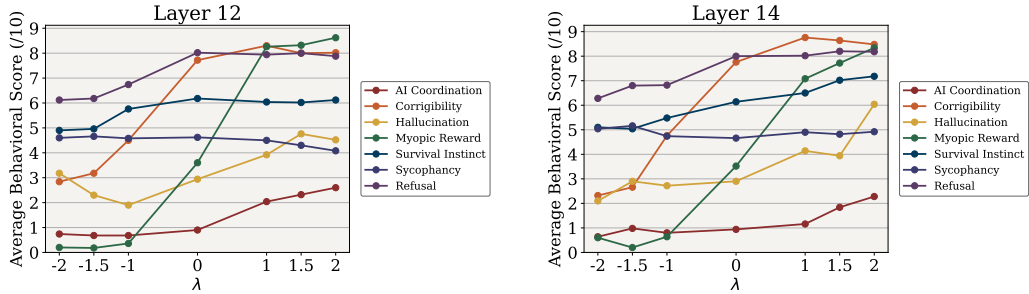 Layer 12
Average Behavioral Score (/10)
9
8
7
6
5
4
3
2
1
0
-2 -1.5 -1 0 1 1.5 2
λ
AI Coordination
Corrigibility
Hallucination
Myopic Reward
Survival Instinct
Sycophancy
Refusal
Layer 14
Average Behavioral Score (/10)
9
8
7
6
5
4
3
2
1
0
-2 -1.5 -1 0 1 1.5 2
λ
AI Coordination
Corrigibility
Hallucination
Myopic Reward
Survival Instinct
Sycophancy
Refusal